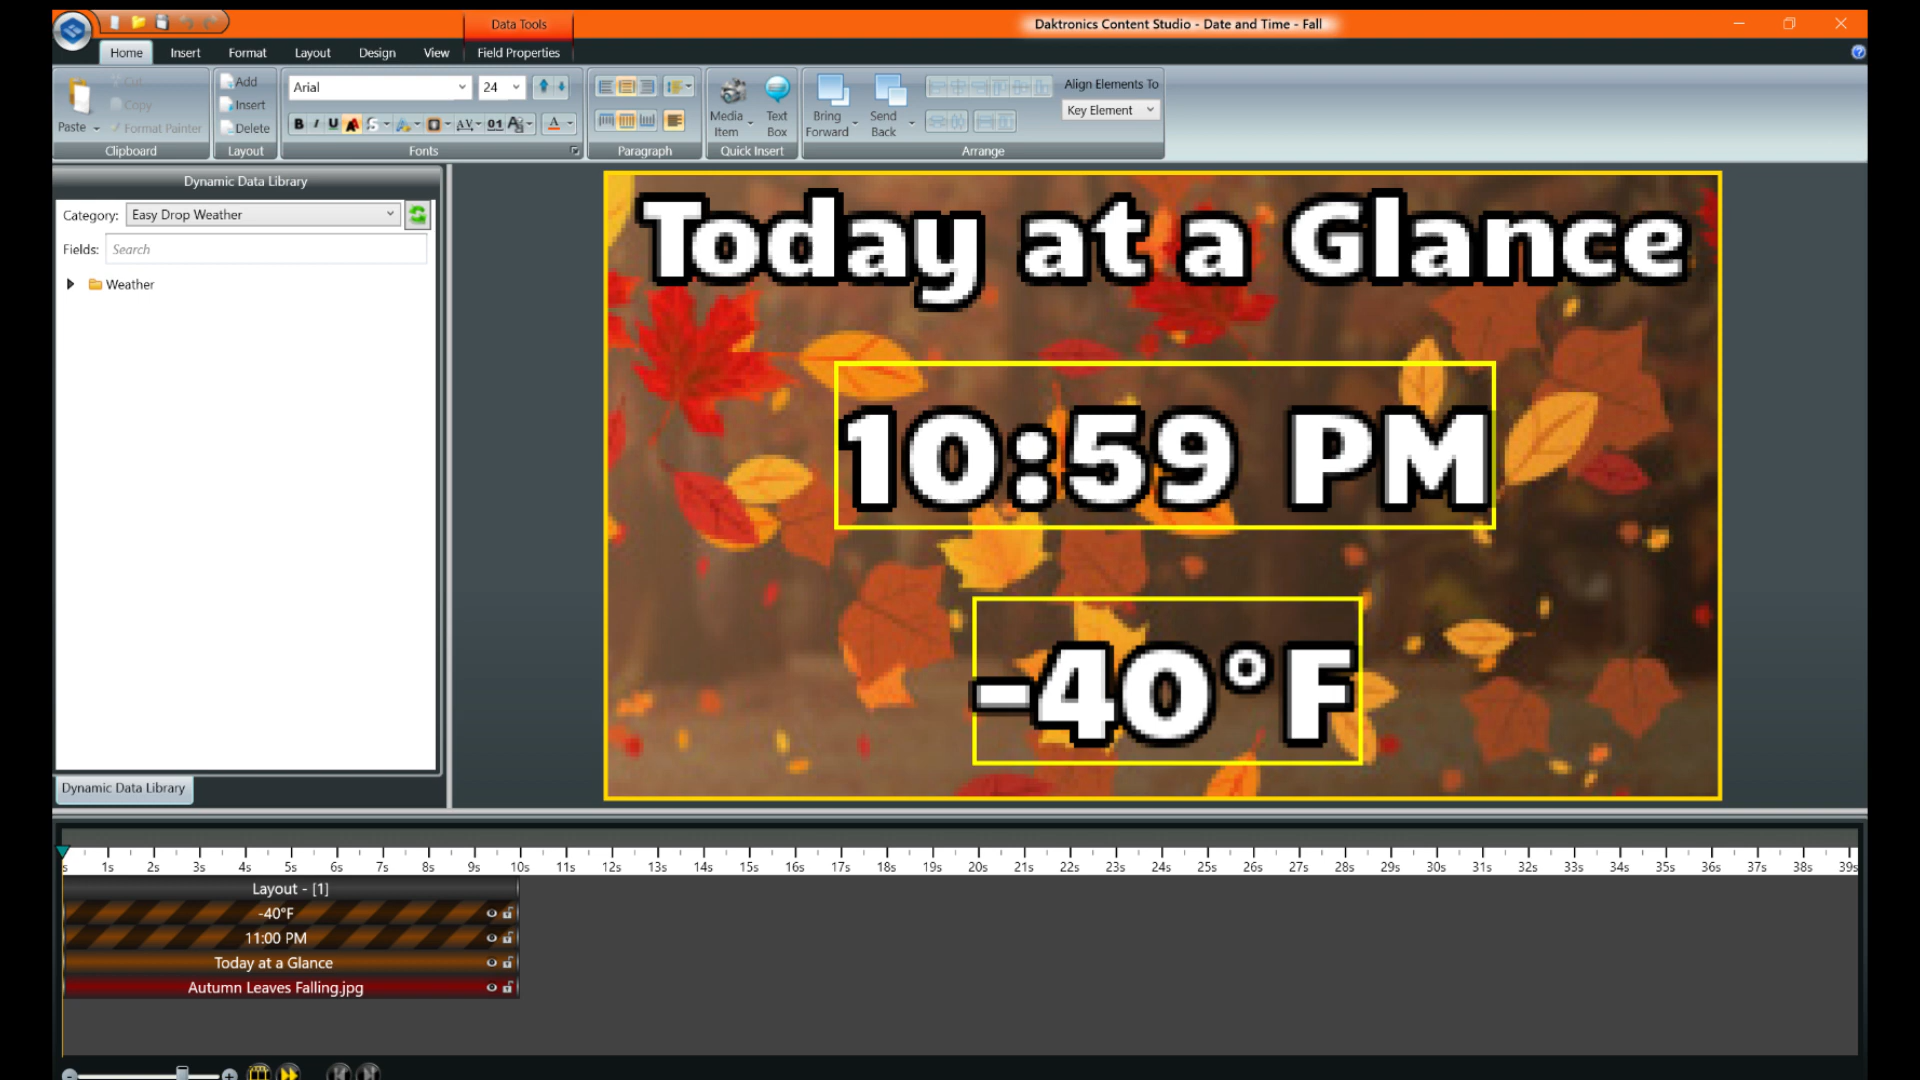 Data Tools
Daktronics Content Studio - Date and Time - Fall
Home Insert Format Layout Design View Field Properties
Cut
Copy
Format Painter
Paste
Clipboard
Add
Insert
Delete
Layout
Arial 24
B I U A S AV 01 A A
Fonts
Paragraph
Media Item
Text Box
Quick Insert
Bring Forward
Send Back
Align Elements To
Key Element
Arrange
Dynamic Data Library
Category: Easy Drop Weather
Fields: Search
Weather
Dynamic Data Library
Today at a Glance
10:59 PM
-40°F
s 1s 2s 3s 4s 5s 6s 7s 8s 9s 10s 11s 12s 13s 14s 15s 16s 17s 18s 19s 20s 21s 22s 23s 24s 25s 26s 27s 28s 29s 30s 31s 32s 33s 34s 35s 36s 37s 38s 39s
Layout - [1]
-40°F
11:00 PM
Today at a Glance
Autumn Leaves Falling.jpg